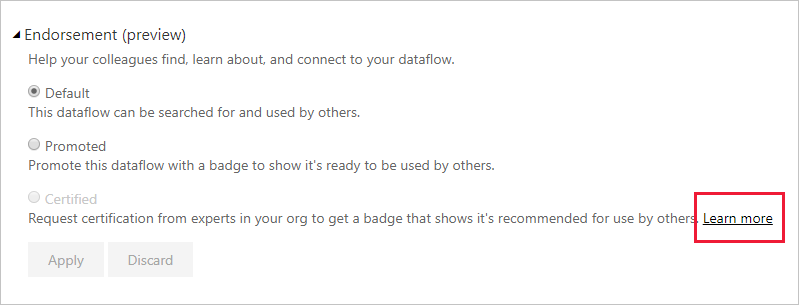 Endorsement (preview)
Help your colleagues find, learn about, and connect to your dataflow.
Default
This dataflow can be searched for and used by others.
Promoted
Promote this dataflow with a badge to show it's ready to be used by others.
Certified
Request certification from experts in your org to get a badge that shows it's recommended for use by others. Learn more
Apply Discard